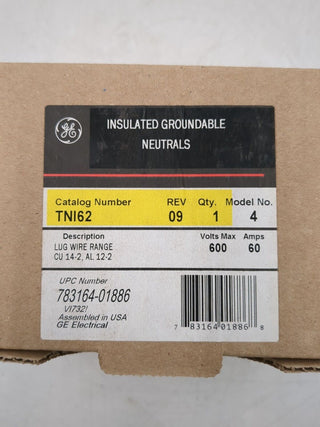 GE
INSULATED GROUNDABLE
NEUTRALS
Catalog Number REV Qty. Model No.
TNI62 09 1 4
Description Volts Max Amps
LUG WIRE RANGE 600 60
CU 14-2, AL 12-2
UPC Number
783164-01886
VI732!
Assembled in USA
GE Electrical
7 83164 01886 8